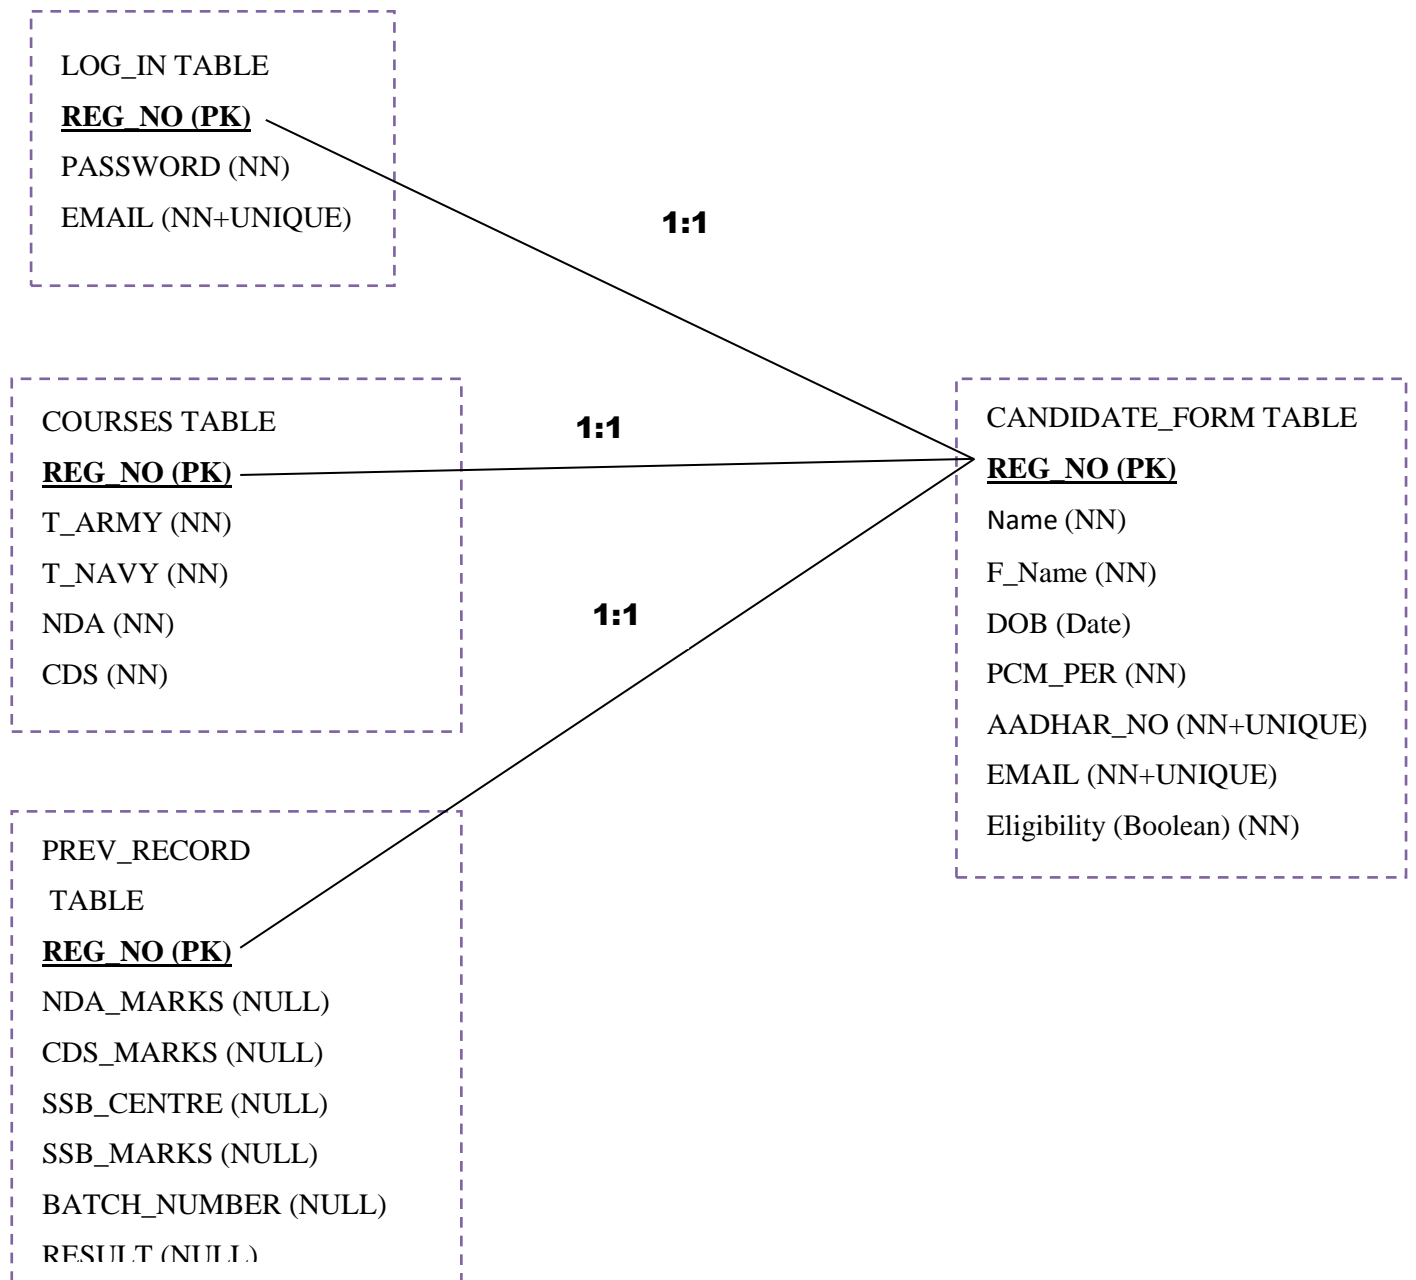 LOG_IN TABLE
REG_NO (PK)
PASSWORD (NN)
EMAIL (NN+UNIQUE)
1:1
COURSES TABLE
REG_NO (PK)
T_ARMY (NN)
T_NAVY (NN)
NDA (NN)
CDS (NN)
1:1
CANDIDATE_FORM TABLE
REG_NO (PK)
Name (NN)
F_Name (NN)
DOB (Date)
PCM_PER (NN)
AADHAR_NO (NN+UNIQUE)
EMAIL (NN+UNIQUE)
Eligibility (Boolean) (NN)
1:1
PREV_RECORD
TABLE
REG_NO (PK)
NDA_MARKS (NULL)
CDS_MARKS (NULL)
SSB_CENTRE (NULL)
SSB_MARKS (NULL)
BATCH_NUMBER (NULL)
RESULT (NULL)